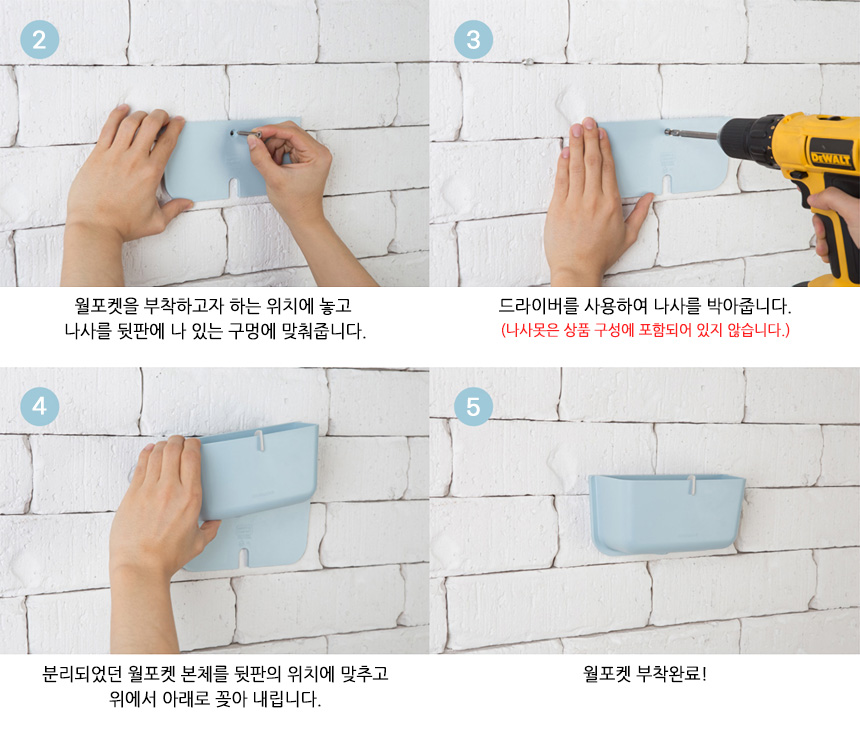 2
월포켓을 부착하고자 하는 위치에 놓고
나사를 뒷판에 나 있는 구멍에 맞춰줍니다.
3
DEWALT
드라이버를 사용하여 나사를 박아줍니다.
(나사못은 상품 구성에 포함되어 있지 않습니다.)
4
분리되었던 월포켓 본체를 뒷판의 위치에 맞추고
위에서 아래로 꽂아 내립니다.
5
월포켓 부착완료!